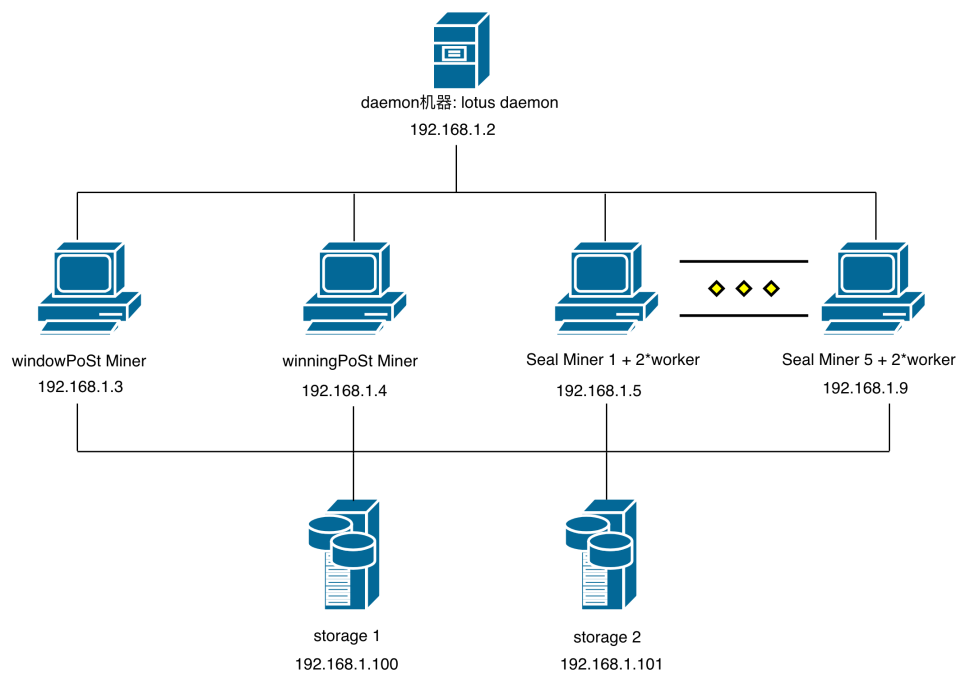 daemon机器: lotus daemon
192.168.1.2
windowPoSt Miner
192.168.1.3
winningPoSt Miner
192.168.1.4
Seal Miner 1 + 2*worker
192.168.1.5
Seal Miner 5 + 2*worker
192.168.1.9
storage 1
192.168.1.100
storage 2
192.168.1.101